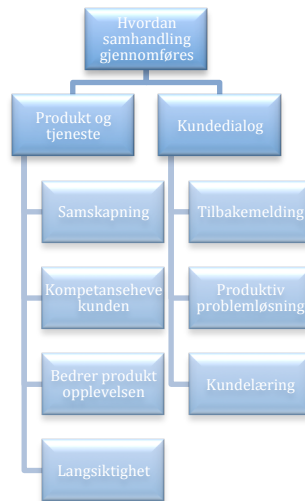 Hvordan
samhandling
gjennomføres
Produkt og
tjeneste
Samskapning
Kompetanseheve
kunden
Bedrer produkt
opplevelsen
Langsiktighet
Kundedialog
Tilbakemelding
Produktiv
problemløsning
Kundelæring